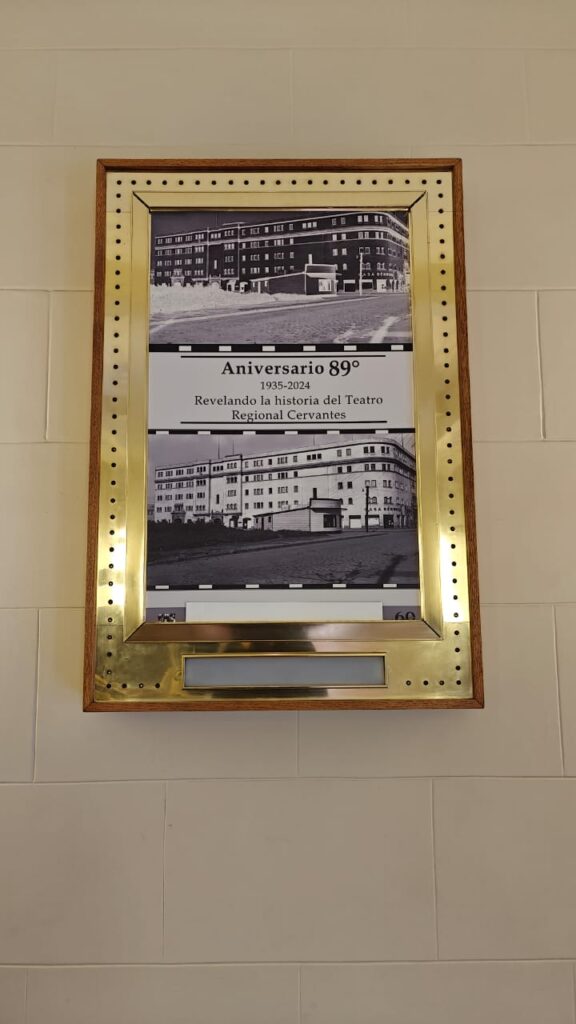 Aniversario 89°
1935-2024
Revelando la historia del Teatro
Regional Cervantes